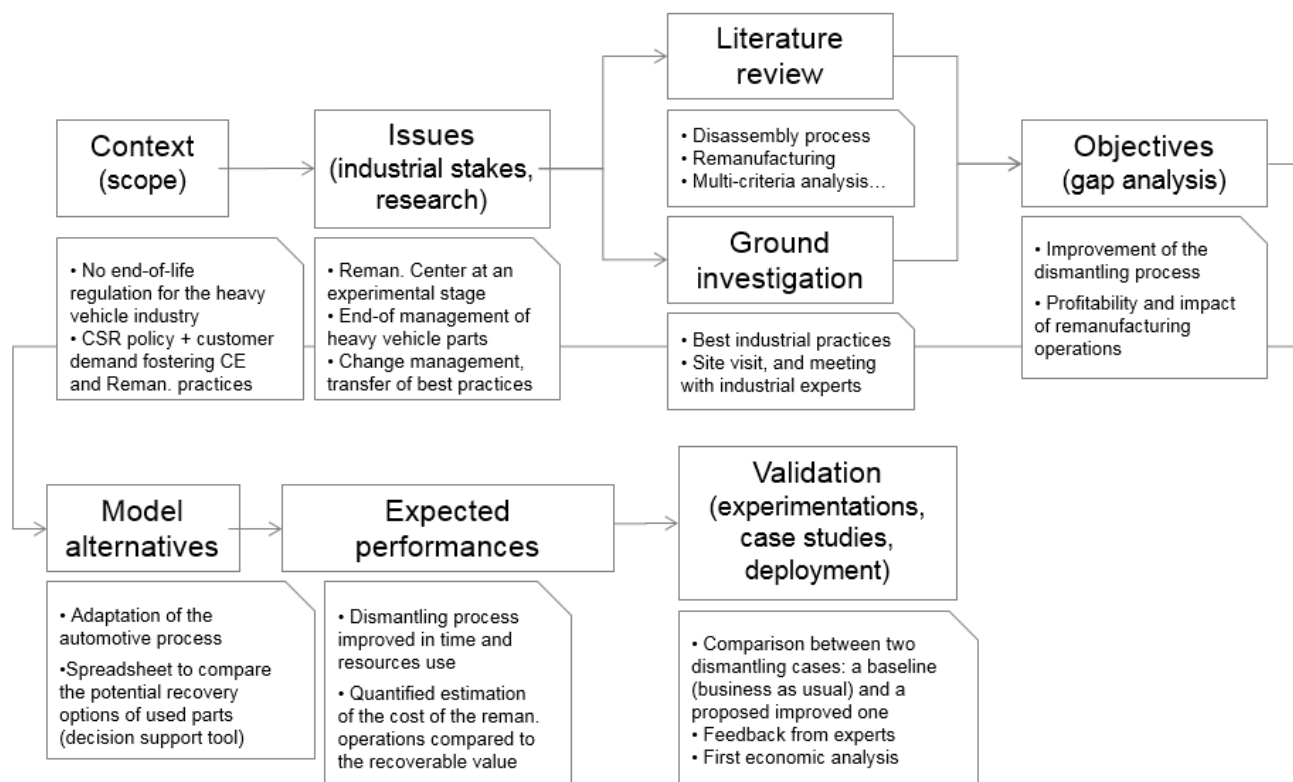 Context
(scope)
• No end-of-life
regulation for the heavy
vehicle industry
• CSR policy + customer
demand fostering CE
and Reman. practices
Issues
(industrial stakes,
research)
• Reman. Center at an
experimental stage
• End-of management of
heavy vehicle parts
• Change management,
transfer of best practices
Literature
review
• Disassembly process
• Remanufacturing
• Multi-criteria analysis…
Ground
investigation
• Best industrial practices
• Site visit, and meeting
with industrial experts
Objectives
(gap analysis)
• Improvement of the
dismantling process
• Profitability and impact
of remanufacturing
operations
Model
alternatives
• Adaptation of the
automotive process
•Spreadsheet to compare
the potential recovery
options of used parts
(decision support tool)
Expected
performances
• Dismantling process
improved in time and
resources use
• Quantified estimation
of the cost of the reman.
operations compared to
the recoverable value
Validation
(experimentations,
case studies,
deployment)
• Comparison between two
dismantling cases: a baseline
(business as usual) and a
proposed improved one
• Feedback from experts
• First economic analysis